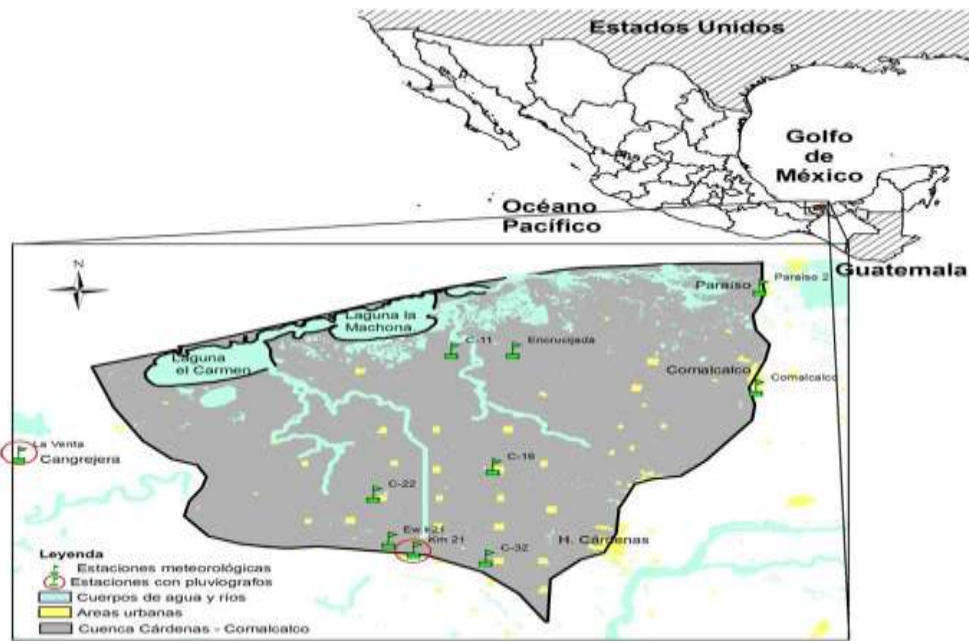 Estados Unidos
Golfo
de
México
Océano
Pacífico
Guatemala
N
Paraiso
Paraiso 2
Laguna la
Machona
C-11
Encrucijada
Laguna
el Carmen
Comalcalco
Comalcalco
La Venta
Cangrejera
C-16
C-22
Km 21
C-32
H. Cárdenas
Leyenda
Estaciones meteorológicas
Estaciones con pluviografos
Cuerpos de agua y ríos
Areas urbanas
Cuenca Cárdenas - Comalcalco